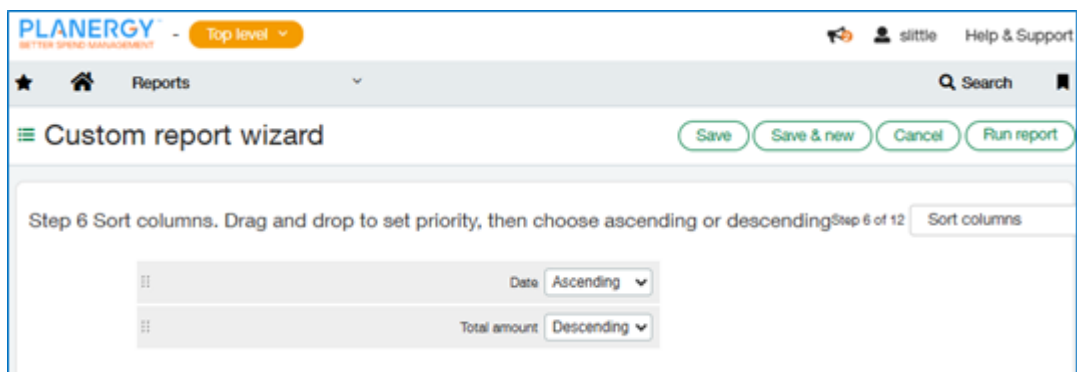 PLANERGY - Top level
BETTER SPEND MANAGEMENT
slittle Help & Support
Reports Search
Custom report wizard Save Save & new Cancel Run report
Step 6 Sort columns. Drag and drop to set priority, then choose ascending or descending Step 6 of 12 Sort columns
Date Ascending
Total amount Descending